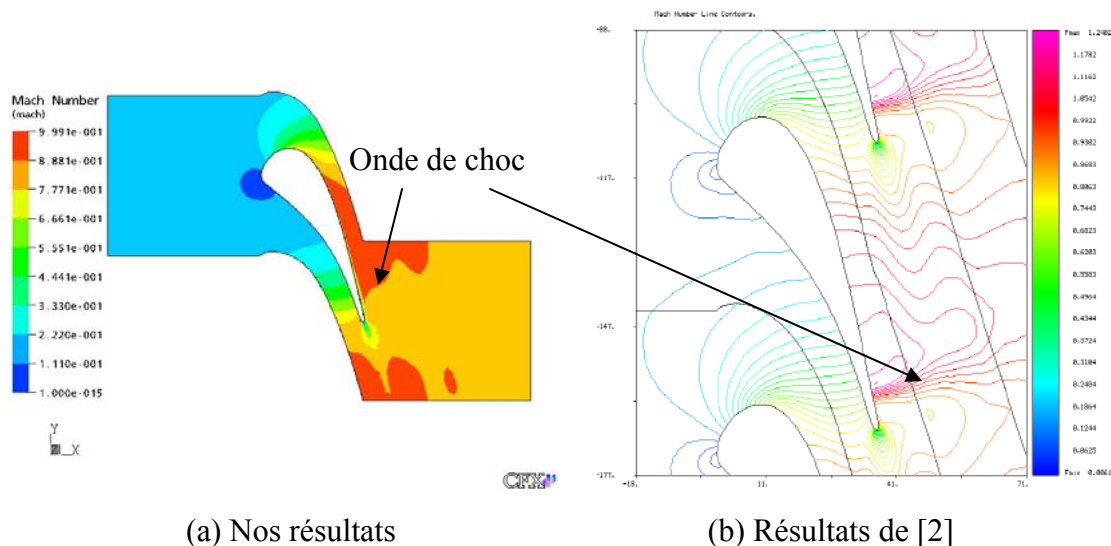 Mach Number Line Contours.
Mach Number
(mach)
9.991e-001
8.881e-001
7.771e-001
6.661e-001
5.551e-001
4.441e-001
3.330e-001
2.220e-001
1.110e-001
1.000e-015
Y
X
CFX
Onde de choc
-88.
-117.
-147.
-177.
-18.
11.
41.
71.
1.1782
1.1162
1.0542
0.9922
0.9302
0.8683
0.8063
0.7443
0.6823
0.6203
0.5583
0.4964
0.4344
0.3724
0.3104
0.2484
0.1864
0.1244
0.0625
(a) Nos résultats
(b) Résultats de [2]